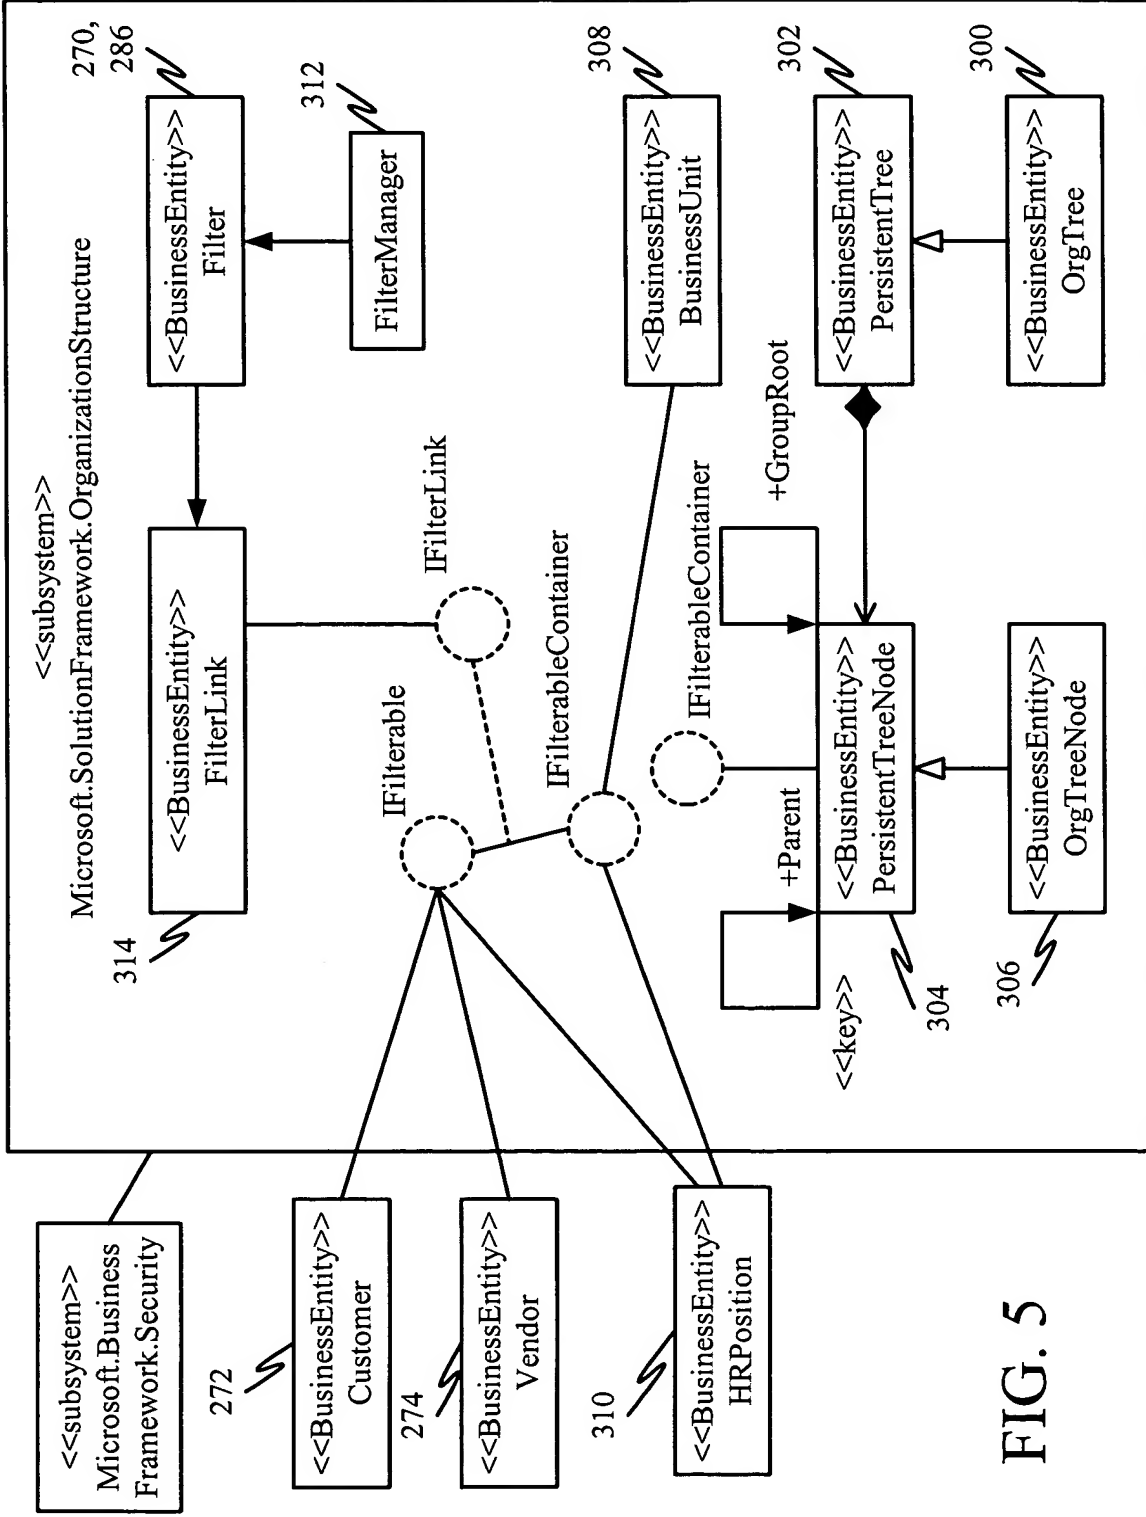 <<subsystem>>
Microsoft.SolutionFramework.OrganizationStructure
<<subsystem>>
Microsoft.Business
Framework.Security
314
<<BusinessEntity>>
FilterLink
<<BusinessEntity>>
Filter
270,
286
312
FilterManager
IFilterLink
IFilterable
IFilterableContainer
272
<<BusinessEntity>>
Customer
274
<<BusinessEntity>>
Vendor
310
<<BusinessEntity>>
HRPosition
<<BusinessEntity>>
BusinessUnit
308
IFilterableContainer
+GroupRoot
+Parent
<<key>>
304
<<BusinessEntity>>
PersistentTreeNode
<<BusinessEntity>>
PersistentTree
302
306
<<BusinessEntity>>
OrgTreeNode
<<BusinessEntity>>
OrgTree
300
FIG. 5